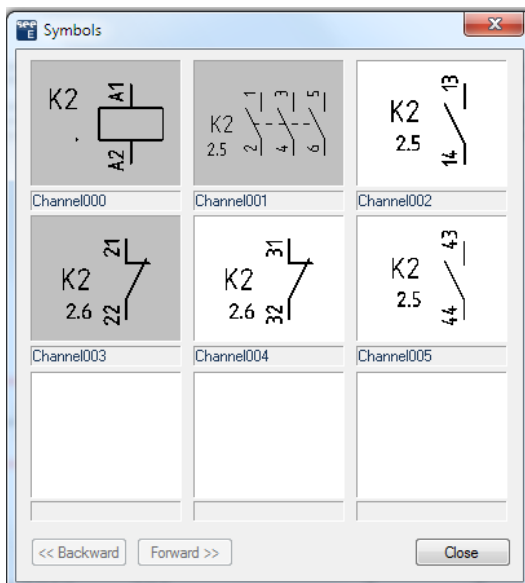 see
E
Symbols
K2
A1
A2
Channel000
K2
2.5
1 3 5
2 4 6
Channel001
K2
2.5
13
14
Channel002
K2
2.6
21
22
Channel003
K2
2.6
31
32
Channel004
K2
2.5
43
44
Channel005
<< Backward
Forward >>
Close